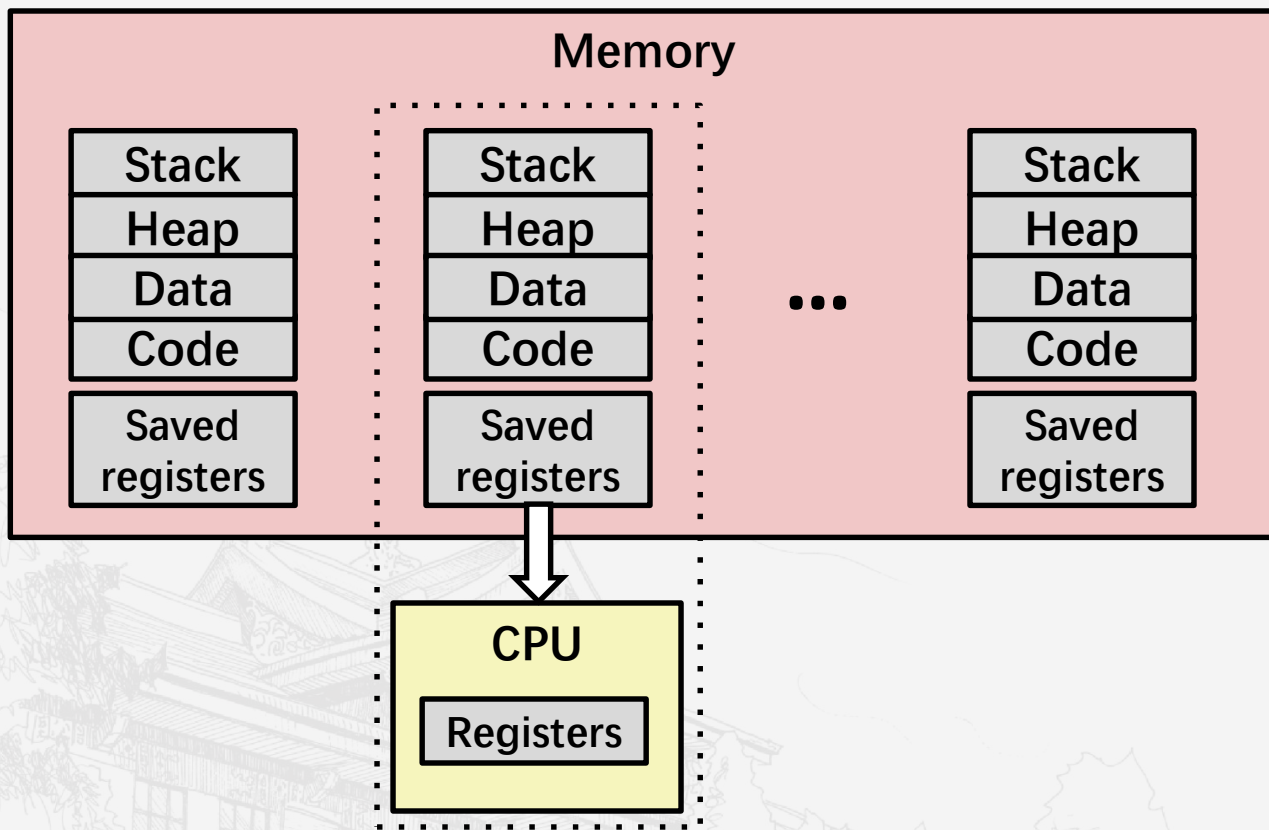 Memory
Stack
Heap
Data
Code
Saved
registers
Stack
Heap
Data
Code
Saved
registers
...
Stack
Heap
Data
Code
Saved
registers
CPU
Registers